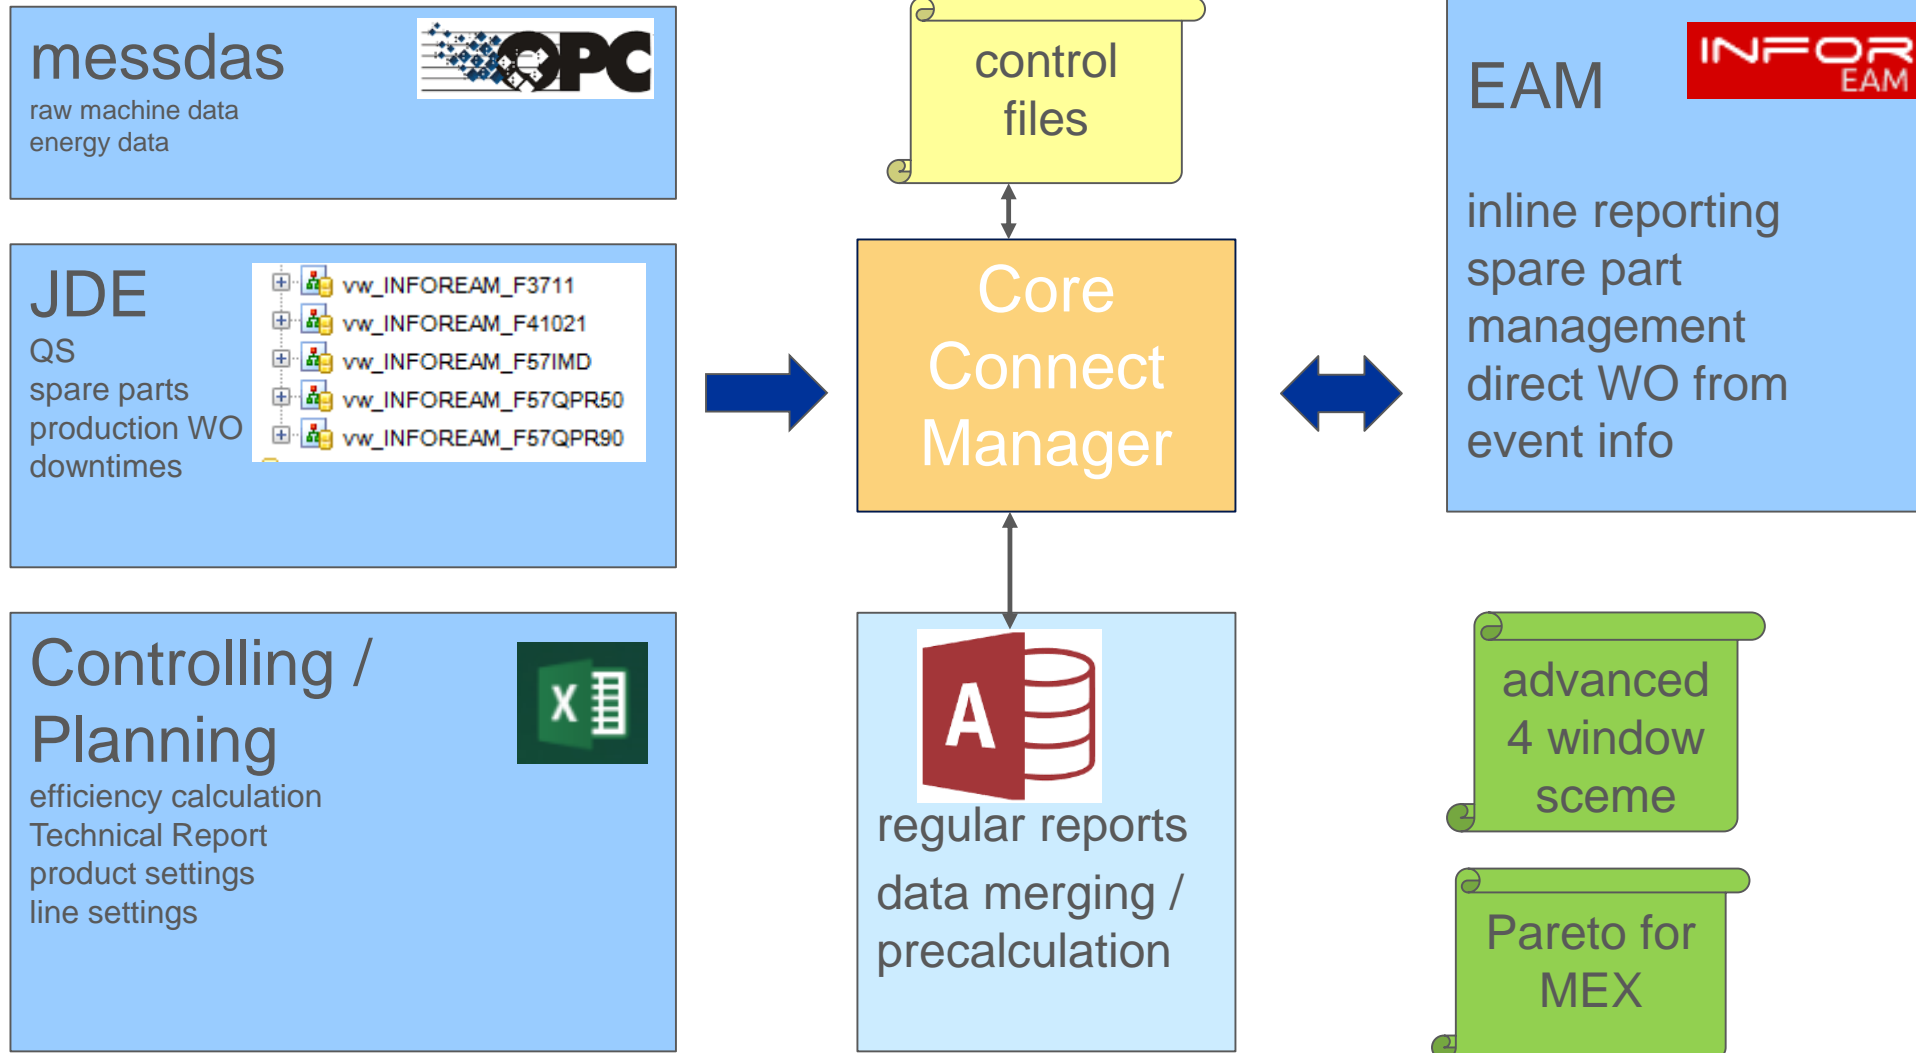 messdas
raw machine data
energy data
OPC
JDE
QS
spare parts
production WO
downtimes
vw_INFOREAM_F3711
vw_INFOREAM_F41021
vw_INFOREAM_F57IMD
vw_INFOREAM_F57QPR50
vw_INFOREAM_F57QPR90
Controlling /
Planning
efficiency calculation
Technical Report
product settings
line settings
X
control
files
Core
Connect
Manager
A
regular reports
data merging /
precalculation
EAM
INFOR
EAM
inline reporting
spare part
management
direct WO from
event info
advanced
4 window
sceme
Pareto for
MEX